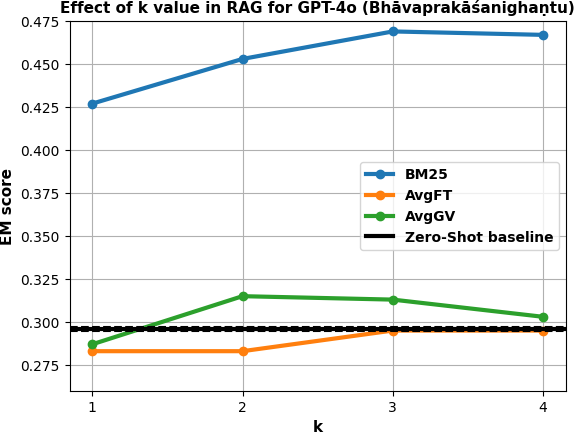 Effect of k value in RAG for GPT-4o (Bhāvaprakāśanighaṇṭu)
0.475
0.450
0.425
0.400
0.375
0.350
0.325
0.300
0.275
EM score
BM25
AvgFT
AvgGV
Zero-Shot baseline
1 2 3 4
k